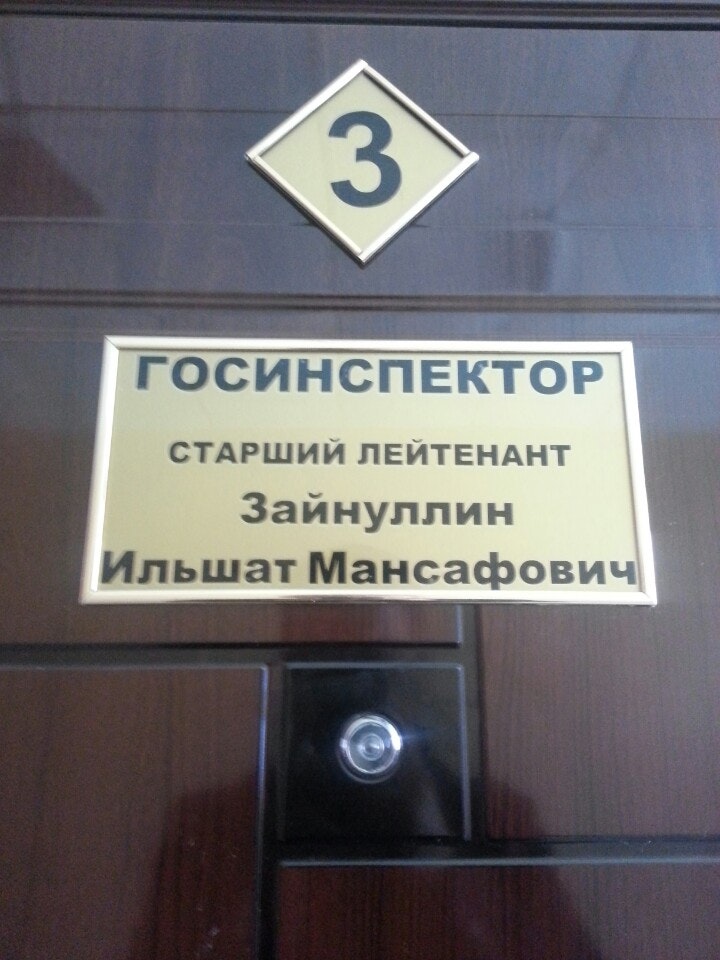 3
ГОСИНСПЕКТОР
СТАРШИЙ ЛЕЙТЕНАНТ
Зайнуллин
Ильшат Мансафович